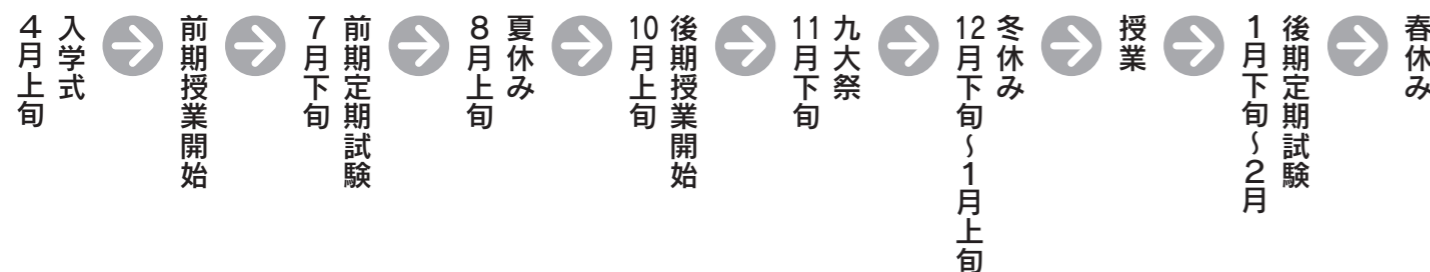 入学式
4月上旬
前期授業開始
前期定期試験
7月下旬
夏休み
8月上旬
後期授業開始
10月上旬
九大祭
11月下旬
冬休み
12月下旬〜1月上旬
授業
後期定期試験
1月下旬〜2月
春休み